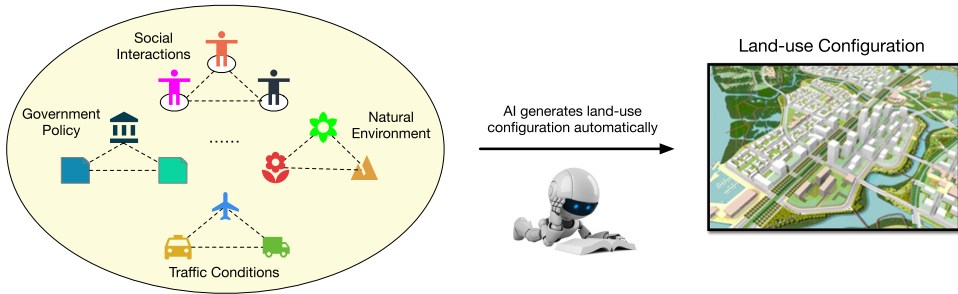 Social
Interactions
Government
Policy
Natural
Environment
......
Traffic Conditions
AI generates land-use
configuration automatically
Land-use Configuration